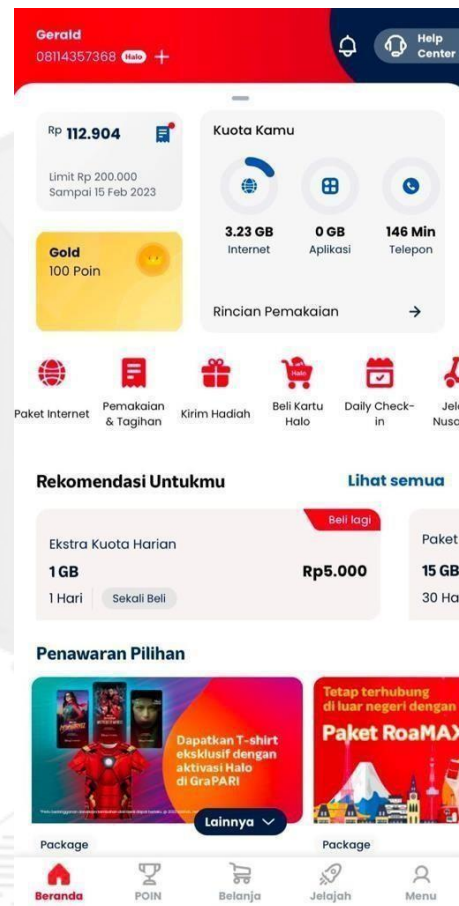 Gerald
Help
Center
08114357368 Halo +
Rp 112.904
Limit Rp 200.000
Sampai 15 Feb 2023
Gold
100 Poin
Kuota Kamu
3.23 GB
Internet
0 GB
Aplikasi
146 Min
Telepon
Rincian Pemakaian
Paket Internet
Pemakaian
& Tagihan
Kirim Hadiah
Halo
Beli Kartu
Halo
Daily Check-
in
Jela
Nusa
Rekomendasi Untukmu
Lihat semua
Beli lagi
Ekstra Kuota Harian
1 GB
Rp5.000
1 Hari
Sekali Beli
Paket
15 GB
30 Ha
Penawaran Pilihan
Dapatkan T-shirt
eksklusif dengan
aktivasi Halo
di GraPARI
Tetap terhubung
di luar negeri dengan
Paket RoaMAX
Lainnya
Package
Package
Beranda
POIN
Belanja
Jelajah
Menu